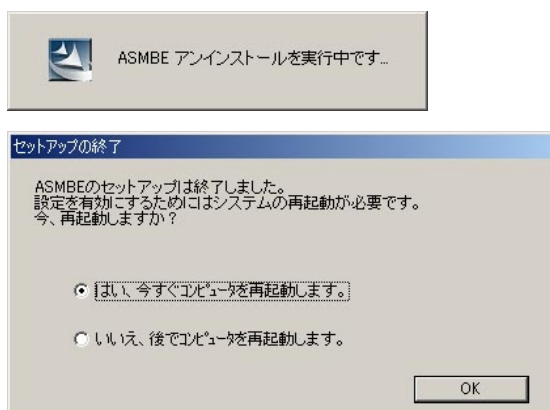 ASMBE アンインストールを実行中です...
セットアップの終了
ASMBEのセットアップは終了しました。
設定を有効にするためにはシステムの再起動が必要です。
今、再起動しますか？
はい、今すぐｺﾝﾋﾟｭｰﾀを再起動します。
いいえ、後でｺﾝﾋﾟｭｰﾀを再起動します。
OK